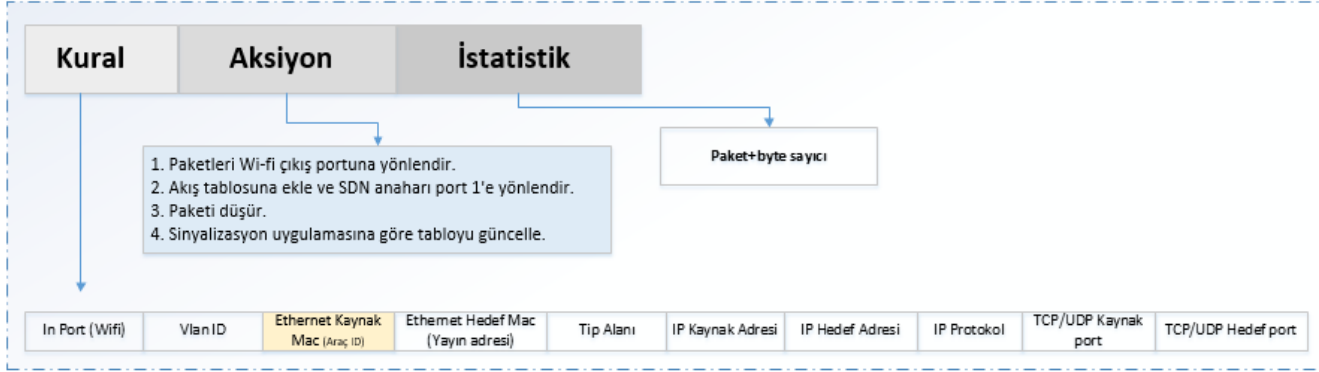 Kural
Aksiyon
İstatistik
1. Paketleri Wi-fi çıkış portuna yönlendir.
2. Akış tablosuna ekle ve SDN anaharı port 1'e yönlendir.
3. Paketi düşür.
4. Sinyalizasyon uygulamasına göre tabloyu güncelle.
Paket+byte sayıcı
In Port (Wifi)
Vlan ID
Ethernet Kaynak
Mac (Araç ID)
Ethernet Hedef Mac
(Yayın adresi)
Tip Alanı
IP Kaynak Adresi
IP Hedef Adresi
IP Protokol
TCP/UDP Kaynak
port
TCP/UDP Hedef port